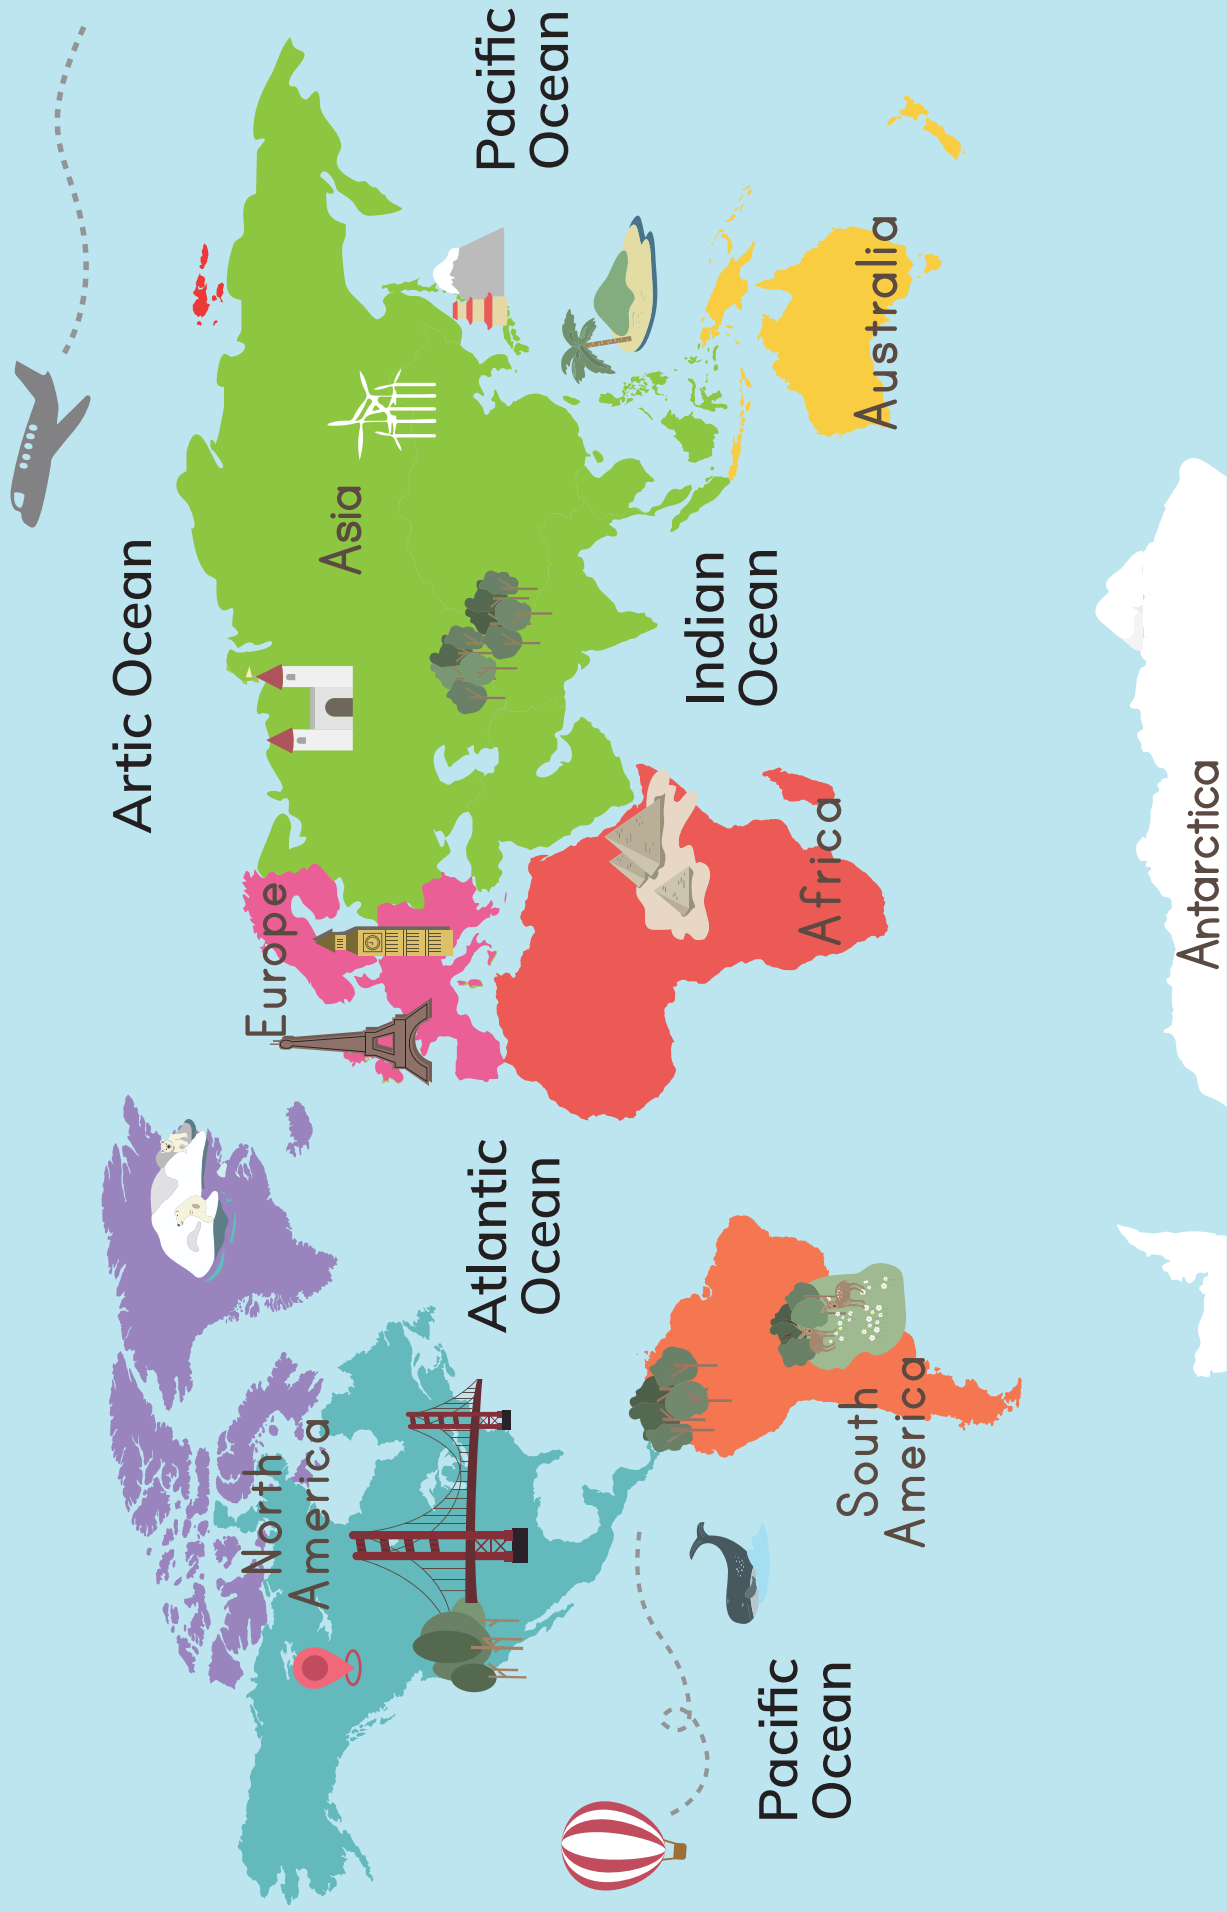 Artic Ocean
North
America
Europe
Asia
Atlantic
Ocean
Pacific
Ocean
Pacific
Ocean
South
America
Africa
Indian
Ocean
Australia
Antarctica